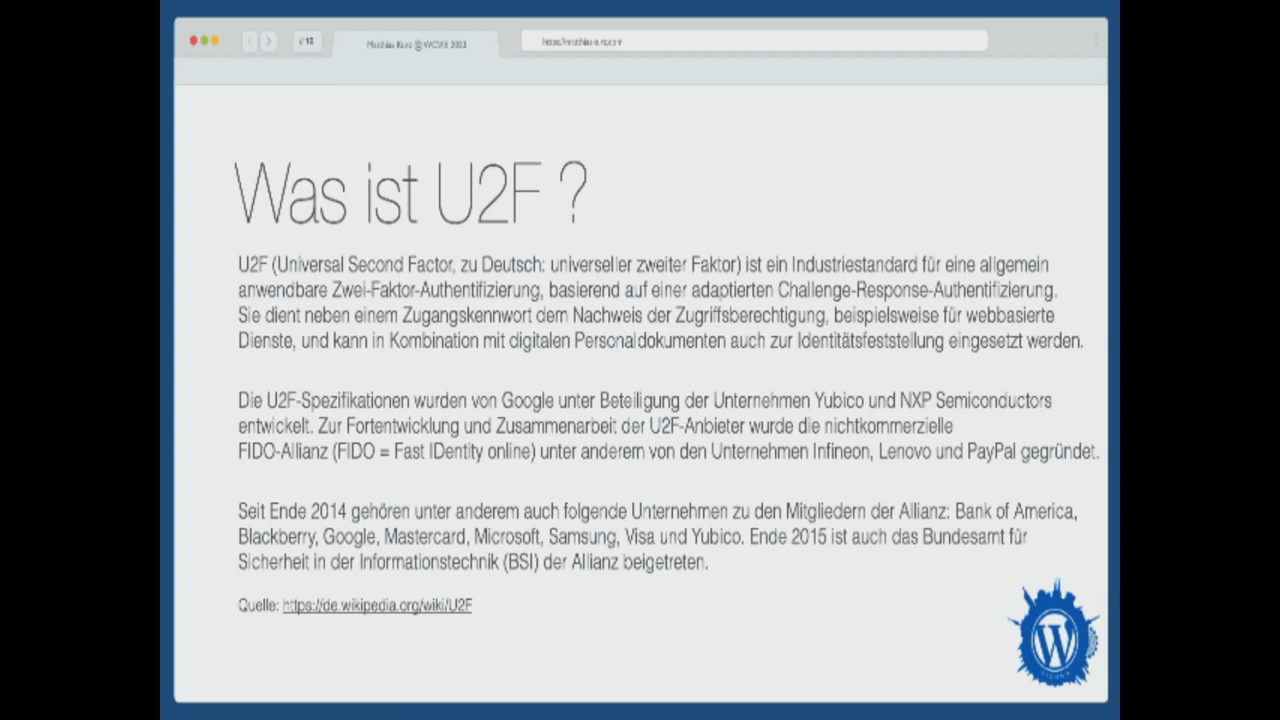 Was ist U2F ?
U2F (Universal Second Factor, zu Deutsch: universeller zweiter Faktor) ist ein Industriestandard für eine allgemein
anwendbare Zwei-Faktor-Authentifizierung, basierend auf einer adaptierten Challenge-Response-Authentifizierung.
Sie dient neben einem Zugangskennwort dem Nachweis der Zugriffsberechtigung, beispielsweise für webbasierte
Dienste, und kann in Kombination mit digitalen Personaldokumenten auch zur Identitätsfeststellung eingesetzt werden.
Die U2F-Spezifikationen wurden von Google unter Beteiligung der Unternehmen Yubico und NXP Semiconductors
entwickelt. Zur Fortentwicklung und Zusammenarbeit der U2F-Anbieter wurde die nichtkommerzielle
FIDO-Allianz (FIDO = Fast IDentity online) unter anderem von den Unternehmen Infineon, Lenovo und PayPal gegründet.
Seit Ende 2014 gehören unter anderem auch folgende Unternehmen zu den Mitgliedern der Allianz: Bank of America,
Blackberry, Google, Mastercard, Microsoft, Samsung, Visa und Yubico. Ende 2015 ist auch das Bundesamt für
Sicherheit in der Informationstechnik (BSI) der Allianz beigetreten.
Quelle: https://de.wikipedia.org/wiki/U2F